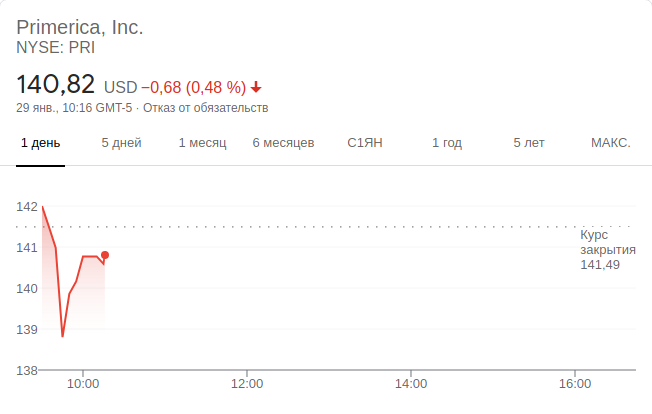 Primerica, Inc.
NYSE: PRI
140,82 USD −0,68 (0,48 %)
29 янв., 10:16 GMT-5 · Отказ от обязательств
1 день 5 дней 1 месяц 6 месяцев С1ЯН 1 год 5 лет МАКС.
142
Курс
141
закрытия
141,49
140
139
138
10:00 12:00 14:00 16:00